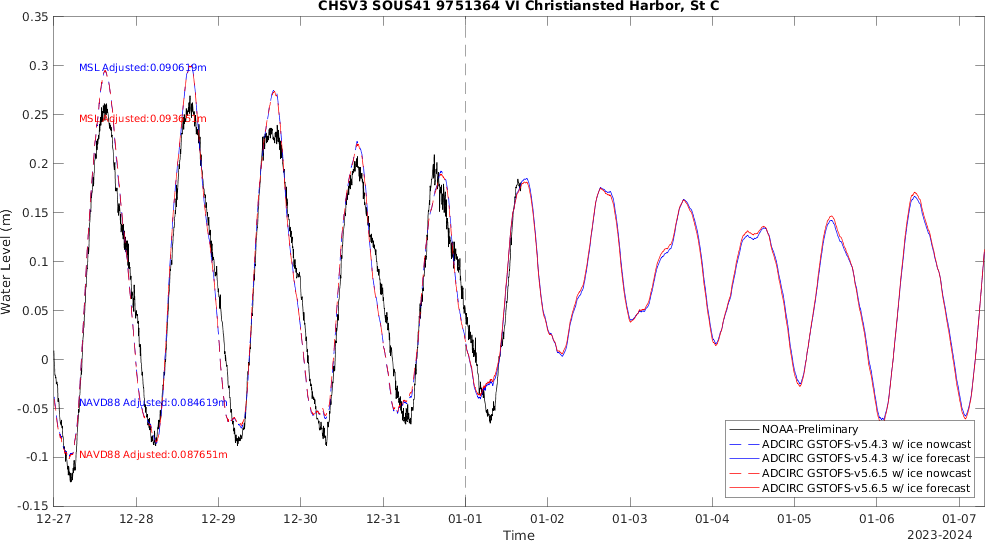 CHSV3 SOUS41 9751364 VI Christiansted Harbor, St C
0.35
0.3
0.25
0.2
0.15
0.1
0.05
0
-0.05
-0.1
-0.15
Water Level (m)
MSL Adjusted:0.090619m
MSL Adjusted:0.093651m
NAVD88 Adjusted:0.084619m
NAVD88 Adjusted:0.087651m
NOAA-Preliminary
ADCIRC GSTOFS-v5.4.3 w/ ice nowcast
ADCIRC GSTOFS-v5.4.3 w/ ice forecast
ADCIRC GSTOFS-v5.6.5 w/ ice nowcast
ADCIRC GSTOFS-v5.6.5 w/ ice forecast
12-27 12-28 12-29 12-30 12-31 01-01 01-02 01-03 01-04 01-05 01-06 01-07
Time
2023-2024